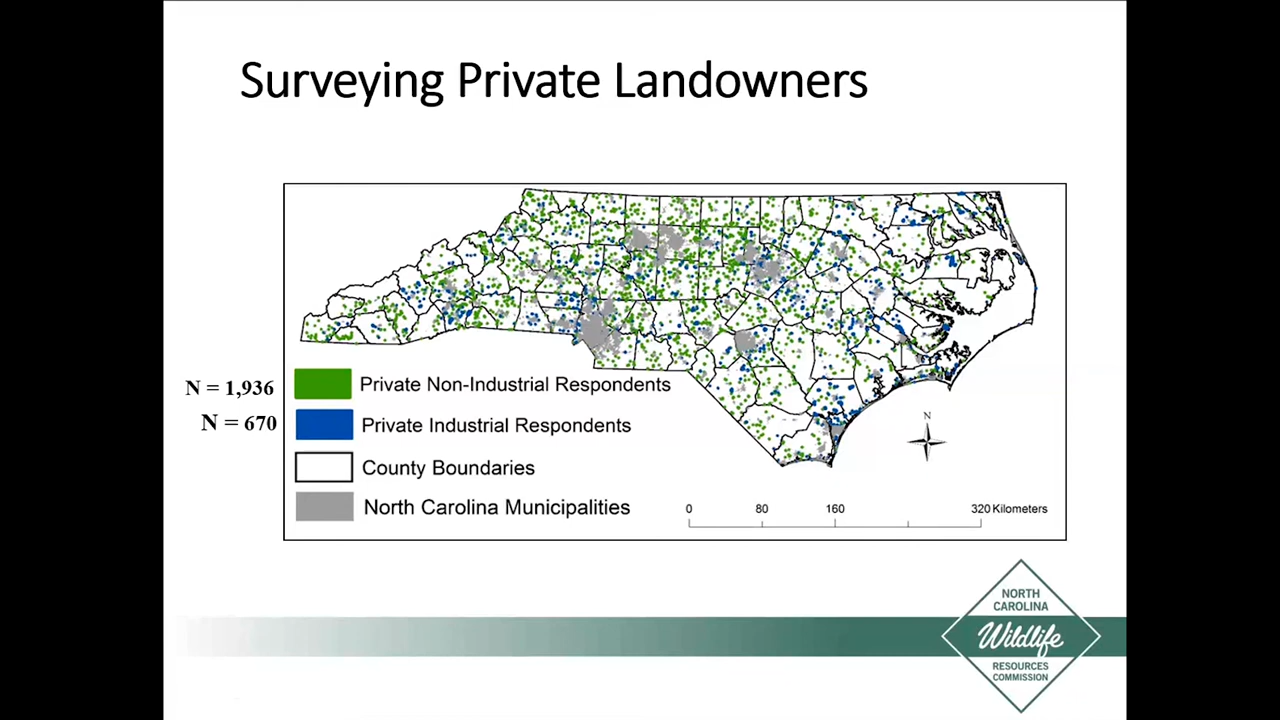 Surveying Private Landowners
N = 1,936
Private Non-Industrial Respondents
N = 670
Private Industrial Respondents
County Boundaries
North Carolina Municipalities
N
0 80 160 320 Kilometers
NORTH
CAROLINA
Wildlife
RESOURCES
COMMISSION